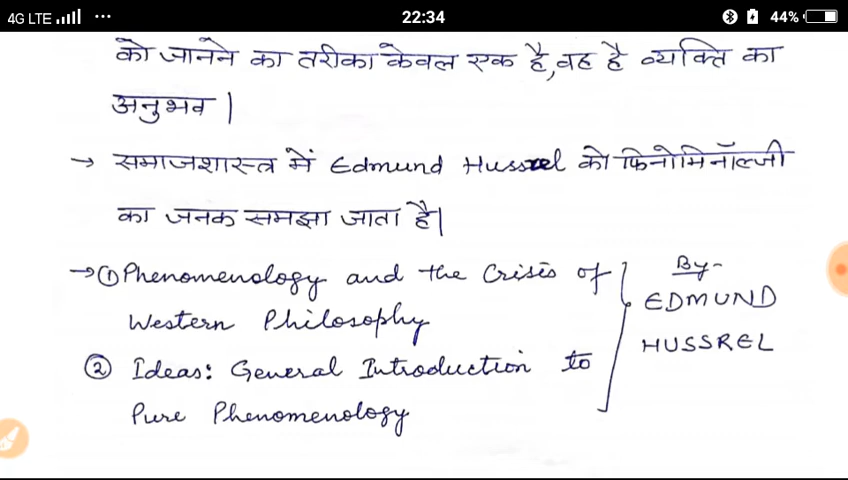 4G LTE 22:34 44%
को जानने का तरीका केवल एक है, वह है व्यक्ति का
अनुभव |
→ समाजशास्त्र में Edmund Hussrel को फिनोमिनॉल्जी
का जनक समझा जाता है|
→① Phenomenology and the Crisis of
Western Philosophy
② Ideas: General Introduction to
Pure Phenomenology
By-
EDMUND
HUSSREL